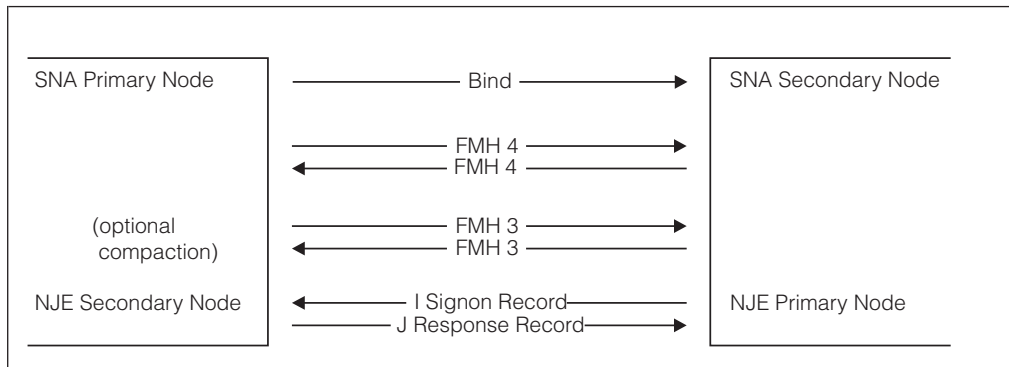 SNA Primary Node
Bind
SNA Secondary Node
FMH 4
FMH 4
(optional
compaction)
FMH 3
FMH 3
NJE Secondary Node
I Signon Record
NJE Primary Node
J Response Record